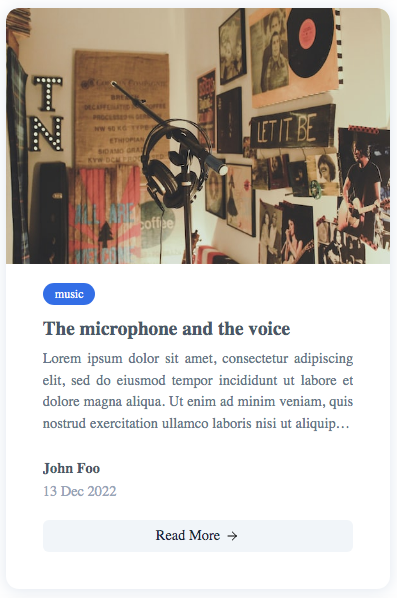 T
N
LET IT BE
coffee
music
The microphone and the voice
Lorem ipsum dolor sit amet, consectetur adipiscing
elit, sed do eiusmod tempor incididunt ut labore et
dolore magna aliqua. Ut enim ad minim veniam, quis
nostrud exercitation ullamco laboris nisi ut aliquip…
John Foo
13 Dec 2022
Read More →